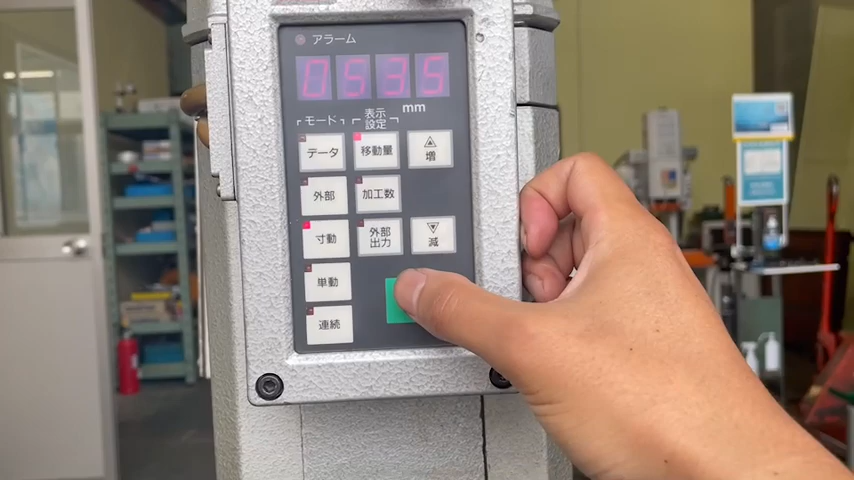 アラーム
0535
mm
モード
表示
設定
データ
移動量
増
外部
加工数
寸動
外部
出力
減
単動
連続